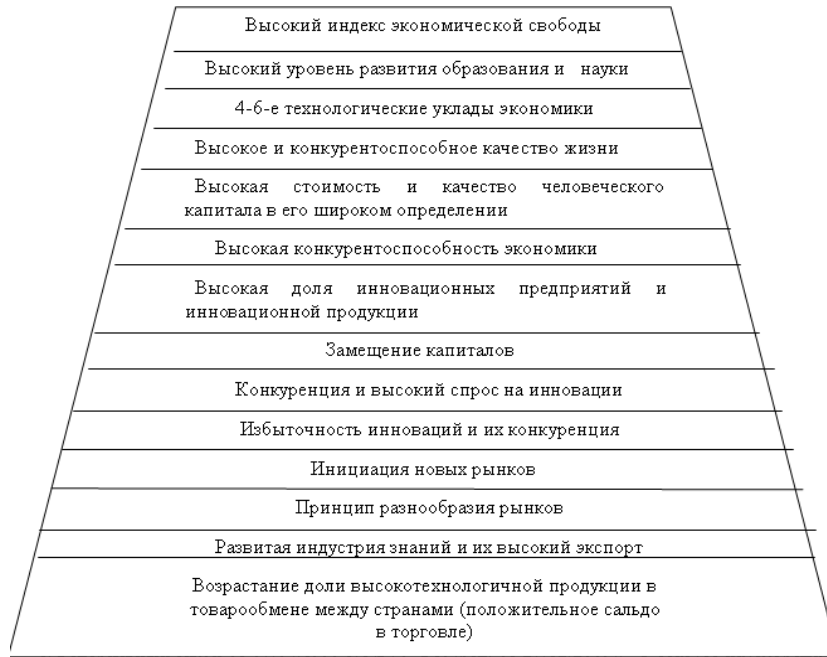 Высокий индекс экономической свободы
Высокий уровень развития образования и науки
4-6-е технологические уклады экономики
Высокое и конкурентоспособное качество жизни
Высокая стоимость и качество человеческого
капитала в его широком определении
Высокая конкурентоспособность экономики
Высокая доля инновационных предприятий и
инновационной продукции
Замещение капиталов
Конкуренция и высокий спрос на инновации
Избыточность инноваций и их конкуренция
Инициация новых рынков
Принцип разнообразия рынков
Развитая индустрия знаний и их высокий экспорт
Возрастание доли высокотехнологичной продукции в
товарообмене между странами (положительное сальдо
в торговле)